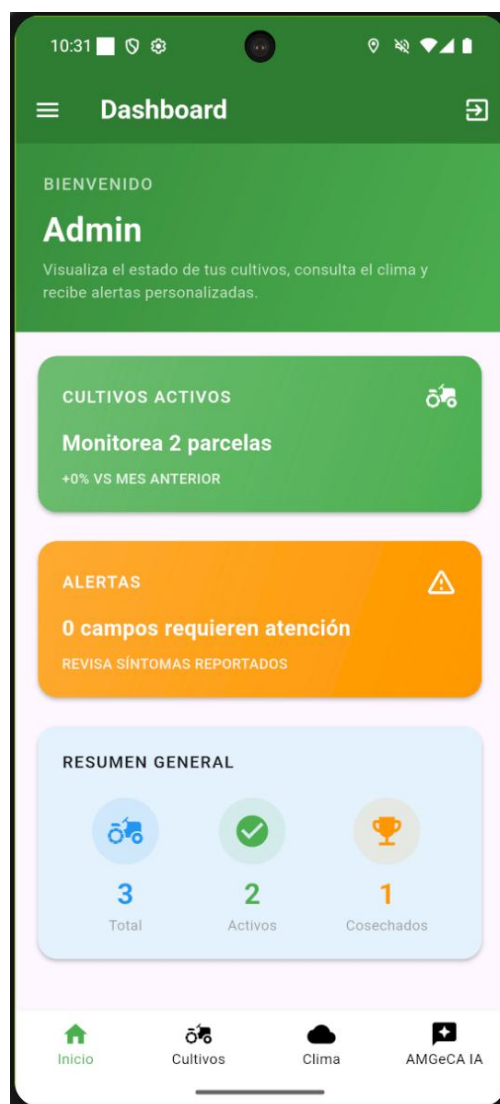 10:31
Dashboard
BIENVENIDO
Admin
Visualiza el estado de tus cultivos, consulta el clima y
recibe alertas personalizadas.
CULTIVOS ACTIVOS
Monitorea 2 parcelas
+0% VS MES ANTERIOR
ALERTAS
0 campos requieren atención
REVISA SÍNTOMAS REPORTADOS
RESUMEN GENERAL
3 2 1
Total Activos Cosechados
Inicio Cultivos Clima AMGeCA IA